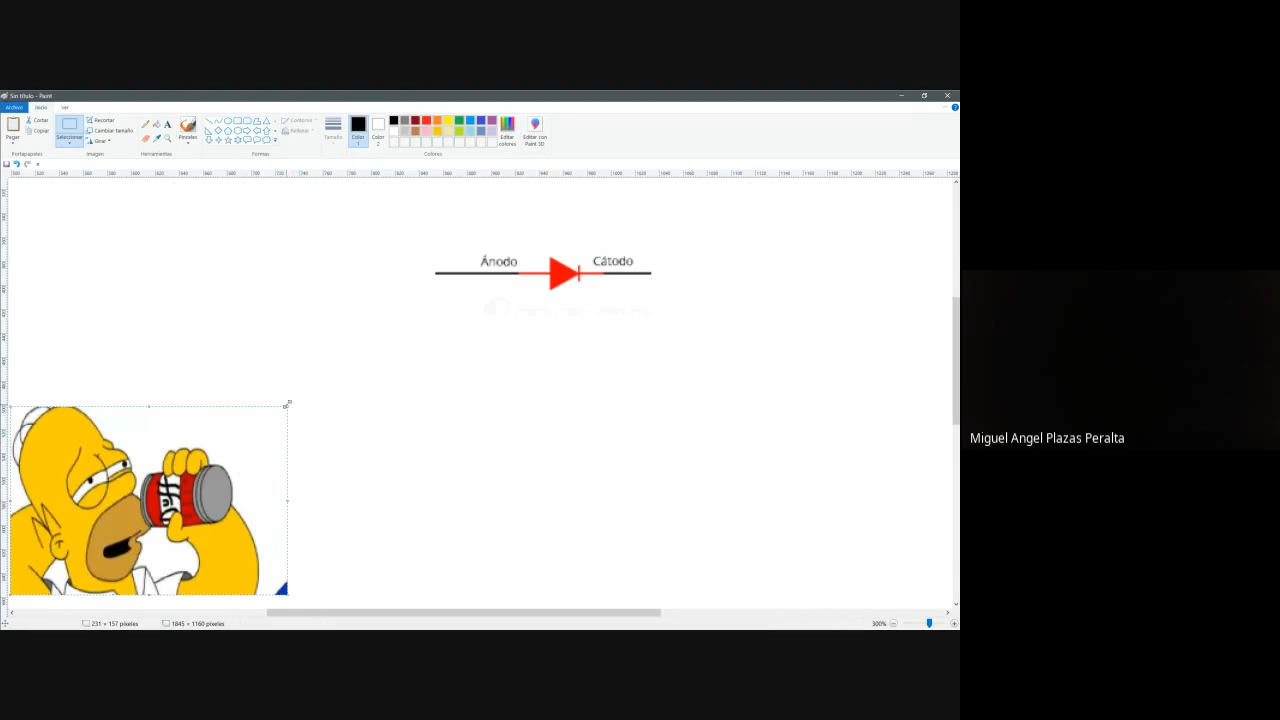 Sin título - Paint
Archivo Inicio Ver
Pegar
Cortar
Copiar
Portapapeles
Seleccionar
Recortar
Cambiar tamaño
Girar
Imagen
A
Herramientas
Pinceles
Contorno
Rellenar
Formas
Tamaño
Color 1
Color 2
Editar colores
Colores
Editar con Paint 3D
Ánodo Cátodo
Duff
Miguel Angel Plazas Peralta
231 × 157 píxeles 1845 × 1160 píxeles 300%